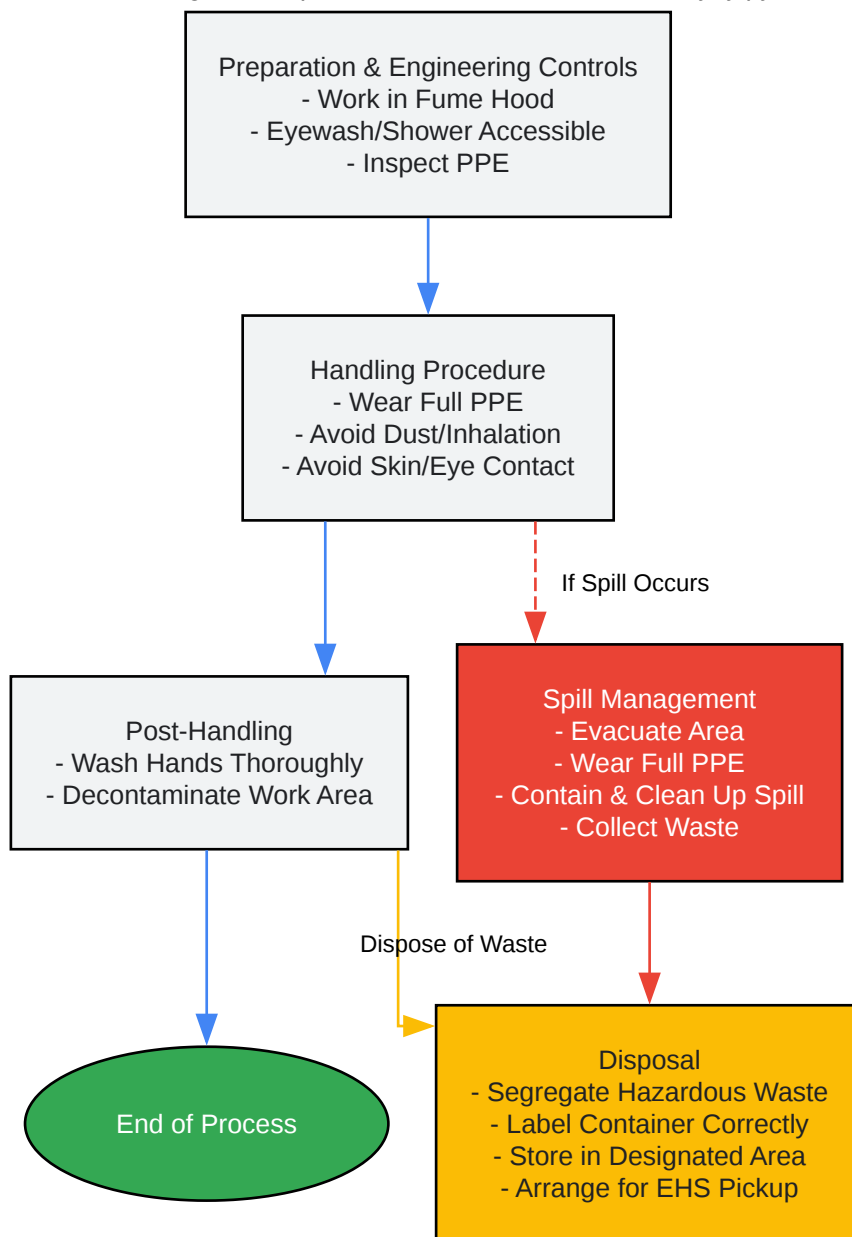 Preparation & Engineering Controls
- Work in Fume Hood
- Eyewash/Shower Accessible
- Inspect PPE
Handling Procedure
- Wear Full PPE
- Avoid Dust/Inhalation
- Avoid Skin/Eye Contact
If Spill Occurs
Post-Handling
- Wash Hands Thoroughly
- Decontaminate Work Area
Spill Management
- Evacuate Area
- Wear Full PPE
- Contain & Clean Up Spill
- Collect Waste
Dispose of Waste
End of Process
Disposal
- Segregate Hazardous Waste
- Label Container Correctly
- Store in Designated Area
- Arrange for EHS Pickup